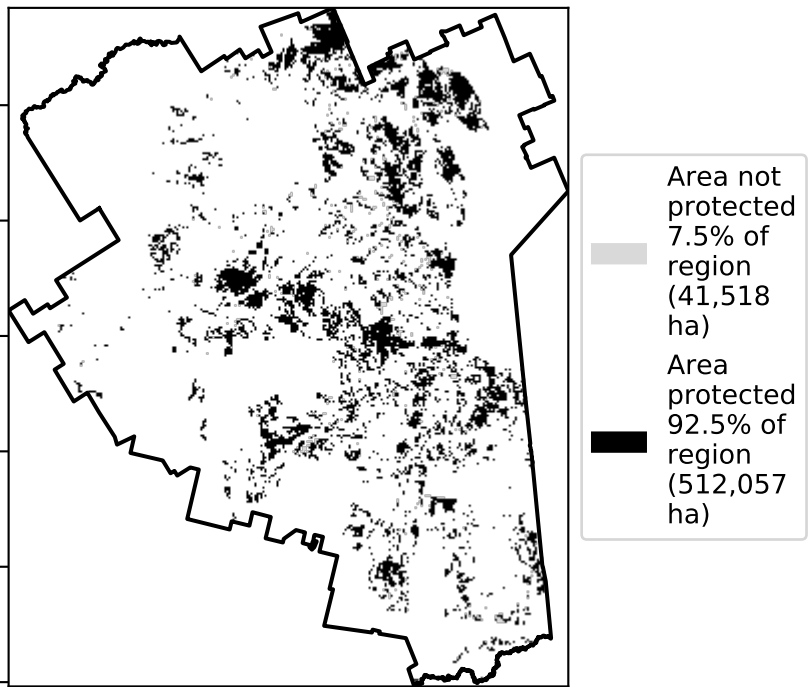 Area not
protected
7.5% of
region
(41,518
ha)
Area
protected
92.5% of
region
(512,057
ha)